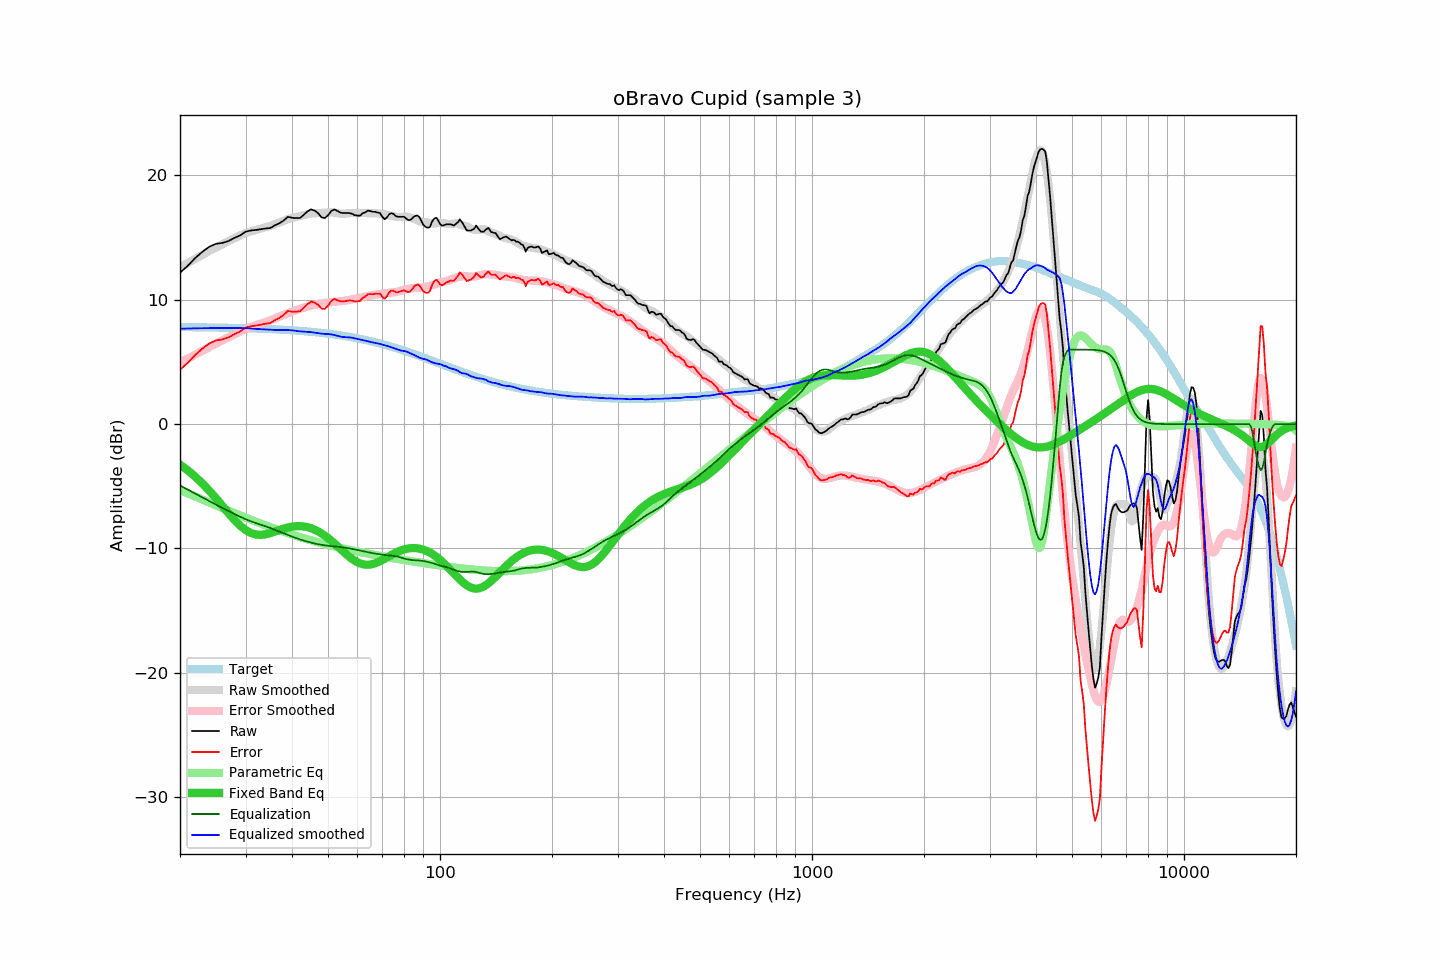 oBravo Cupid (sample 3)
Amplitude (dBr)
20
10
0
−10
−20
−30
Target
Raw Smoothed
Error Smoothed
Raw
Error
Parametric Eq
Fixed Band Eq
Equalization
Equalized smoothed
100
1000
10000
Frequency (Hz)